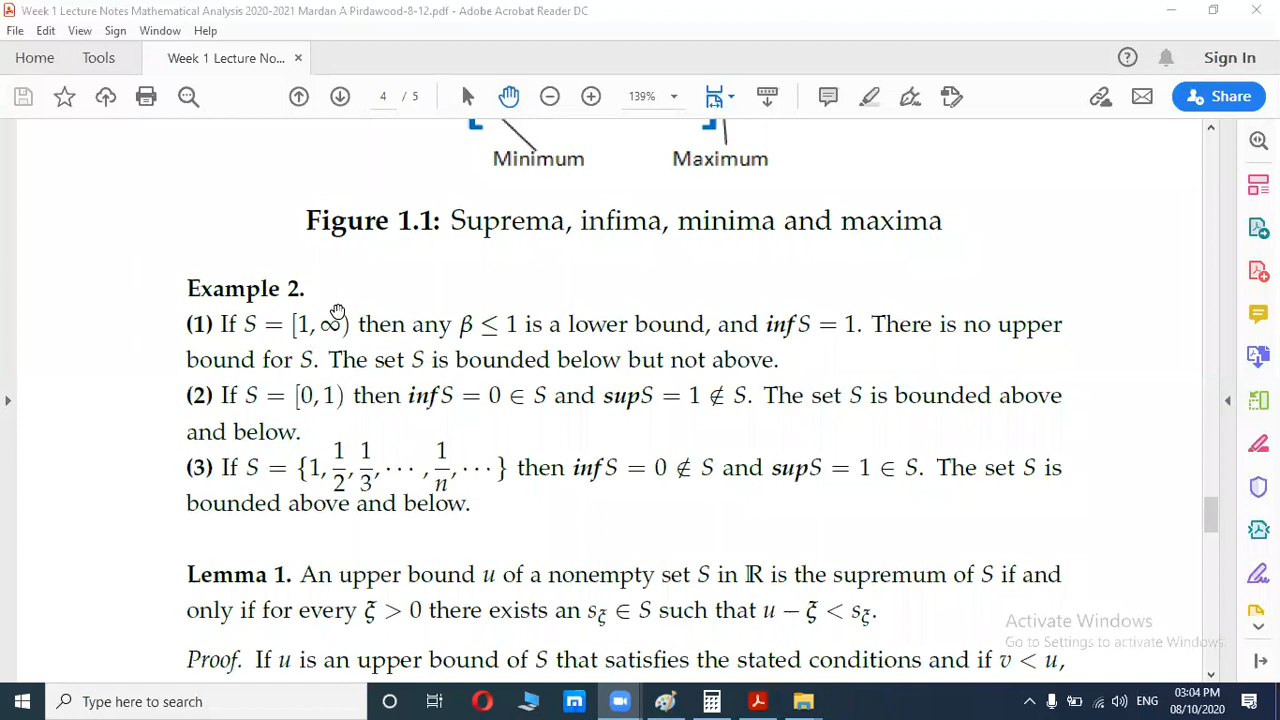 Week 1 Lecture Notes Mathematical Analysis 2020-2021 Mardan A Pirdawood-8-12.pdf - Adobe Acrobat Reader DC
File Edit View Sign Window Help
Home Tools Week 1 Lecture No... × Sign In
4 / 5 139% Share
Minimum Maximum
Figure 1.1: Suprema, infima, minima and maxima
Example 2.
(1) If S = [1, ∞) then any β ≤ 1 is a lower bound, and inf S = 1. There is no upper
bound for S. The set S is bounded below but not above.
(2) If S = [0, 1) then inf S = 0 ∈ S and sup S = 1 ∉ S. The set S is bounded above
and below.
(3) If S = {1, 1/2, 1/3, ⋯ , 1/n, ⋯ } then inf S = 0 ∉ S and sup S = 1 ∈ S. The set S is
bounded above and below.
Lemma 1. An upper bound u of a nonempty set S in ℝ is the supremum of S if and
only if for every ξ > 0 there exists an s_ξ ∈ S such that u − ξ < s_ξ.
Proof. If u is an upper bound of S that satisfies the stated conditions and if v < u,
Activate Windows
Go to Settings to activate Windows.
Type here to search
ENG
03:04 PM
08/10/2020